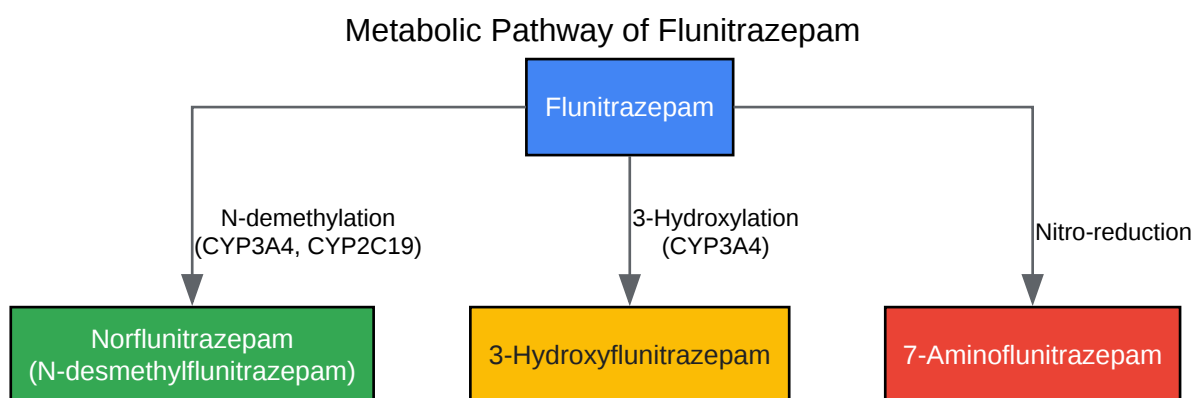 Metabolic Pathway of Flunitrazepam
Flunitrazepam
N-demethylation
(CYP3A4, CYP2C19)
3-Hydroxylation
(CYP3A4)
Nitro-reduction
Norflunitrazepam
(N-desmethylflunitrazepam)
3-Hydroxyflunitrazepam
7-Aminoflunitrazepam